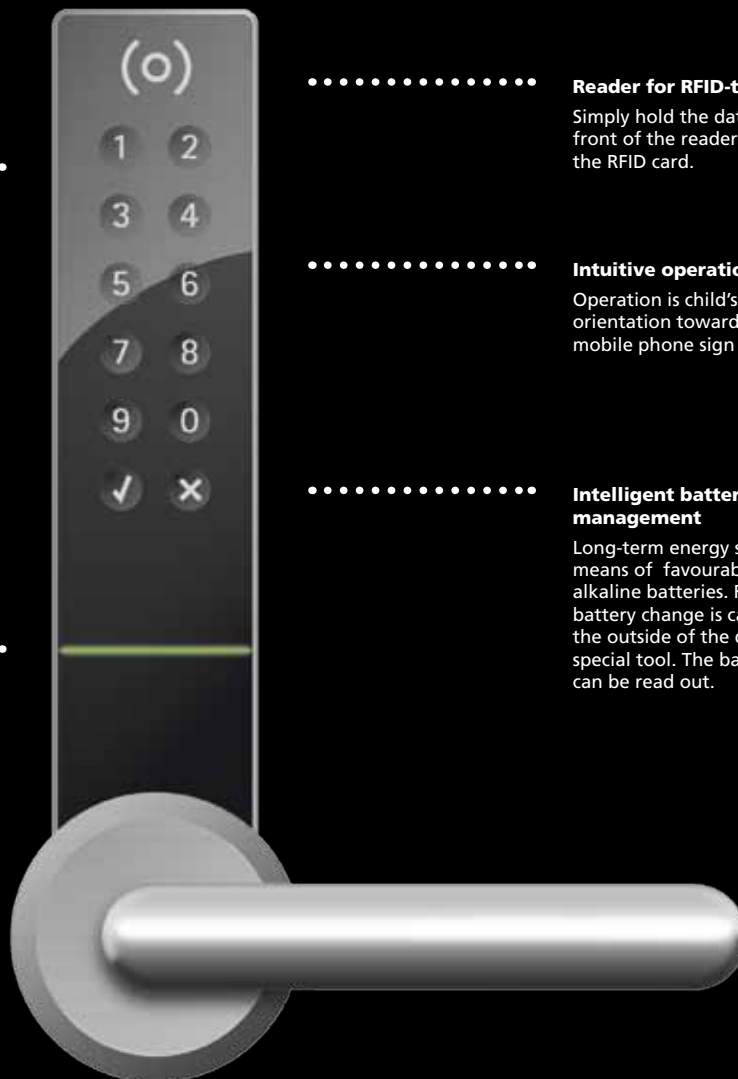 1 2
3 4
5 6
7 8
9 0
✓ ✕
Reader for RFID-t
Simply hold the dat
front of the reader
the RFID card.
Intuitive operatio
Operation is child's
orientation toward
mobile phone sign
Intelligent batter
management
Long-term energy s
means of favourab
alkaline batteries. F
battery change is ca
the outside of the d
special tool. The ba
can be read out.